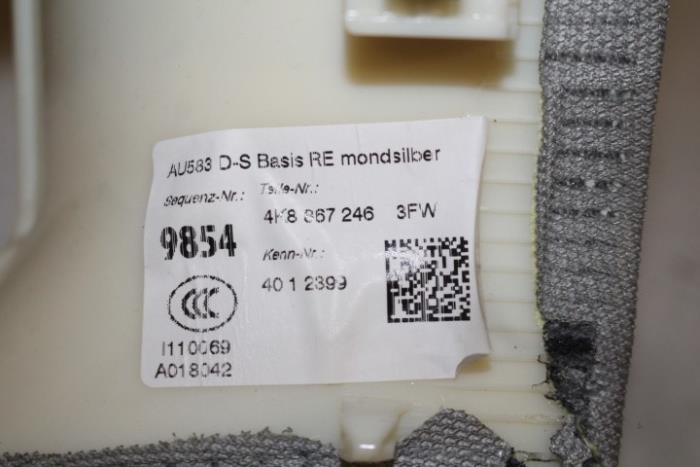 AU583 D-S Basis RE mondsilber
Sequenz-Nr.: Teile-Nr.:
4K8 867 246 3FW
9854
Kenn-Nr.:
40 1 2399
CCC
I110069
A018042